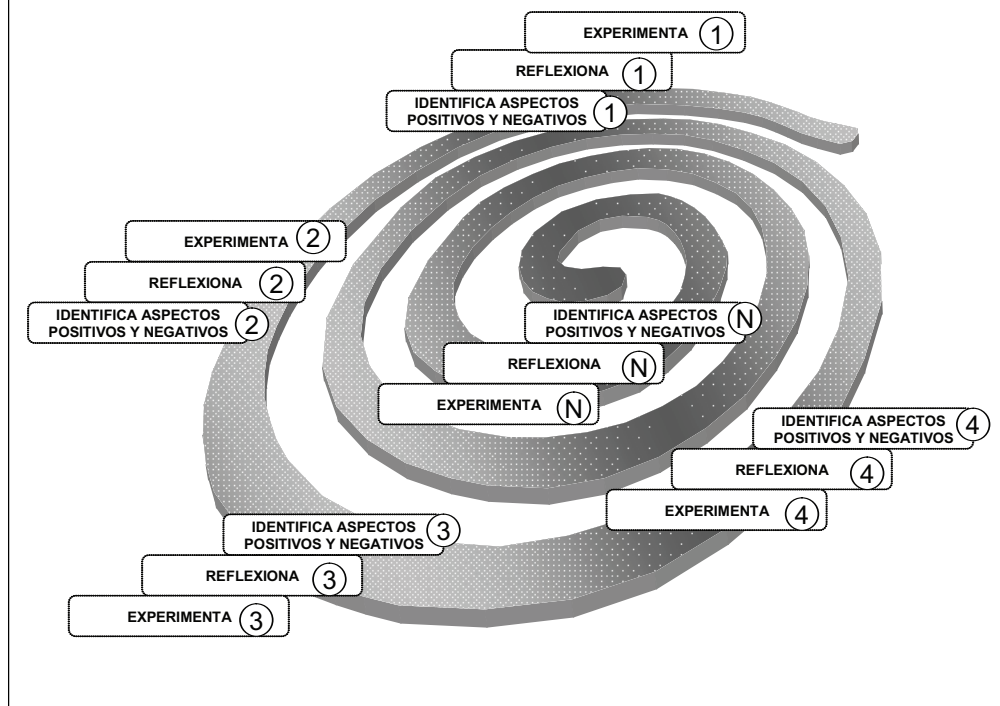 EXPERIMENTA 1
REFLEXIONA 1
IDENTIFICA ASPECTOS
POSITIVOS Y NEGATIVOS 1
EXPERIMENTA 2
REFLEXIONA 2
IDENTIFICA ASPECTOS
POSITIVOS Y NEGATIVOS 2
IDENTIFICA ASPECTOS
POSITIVOS Y NEGATIVOS N
REFLEXIONA N
EXPERIMENTA N
IDENTIFICA ASPECTOS
POSITIVOS Y NEGATIVOS 4
REFLEXIONA 4
EXPERIMENTA 4
IDENTIFICA ASPECTOS
POSITIVOS Y NEGATIVOS 3
REFLEXIONA 3
EXPERIMENTA 3